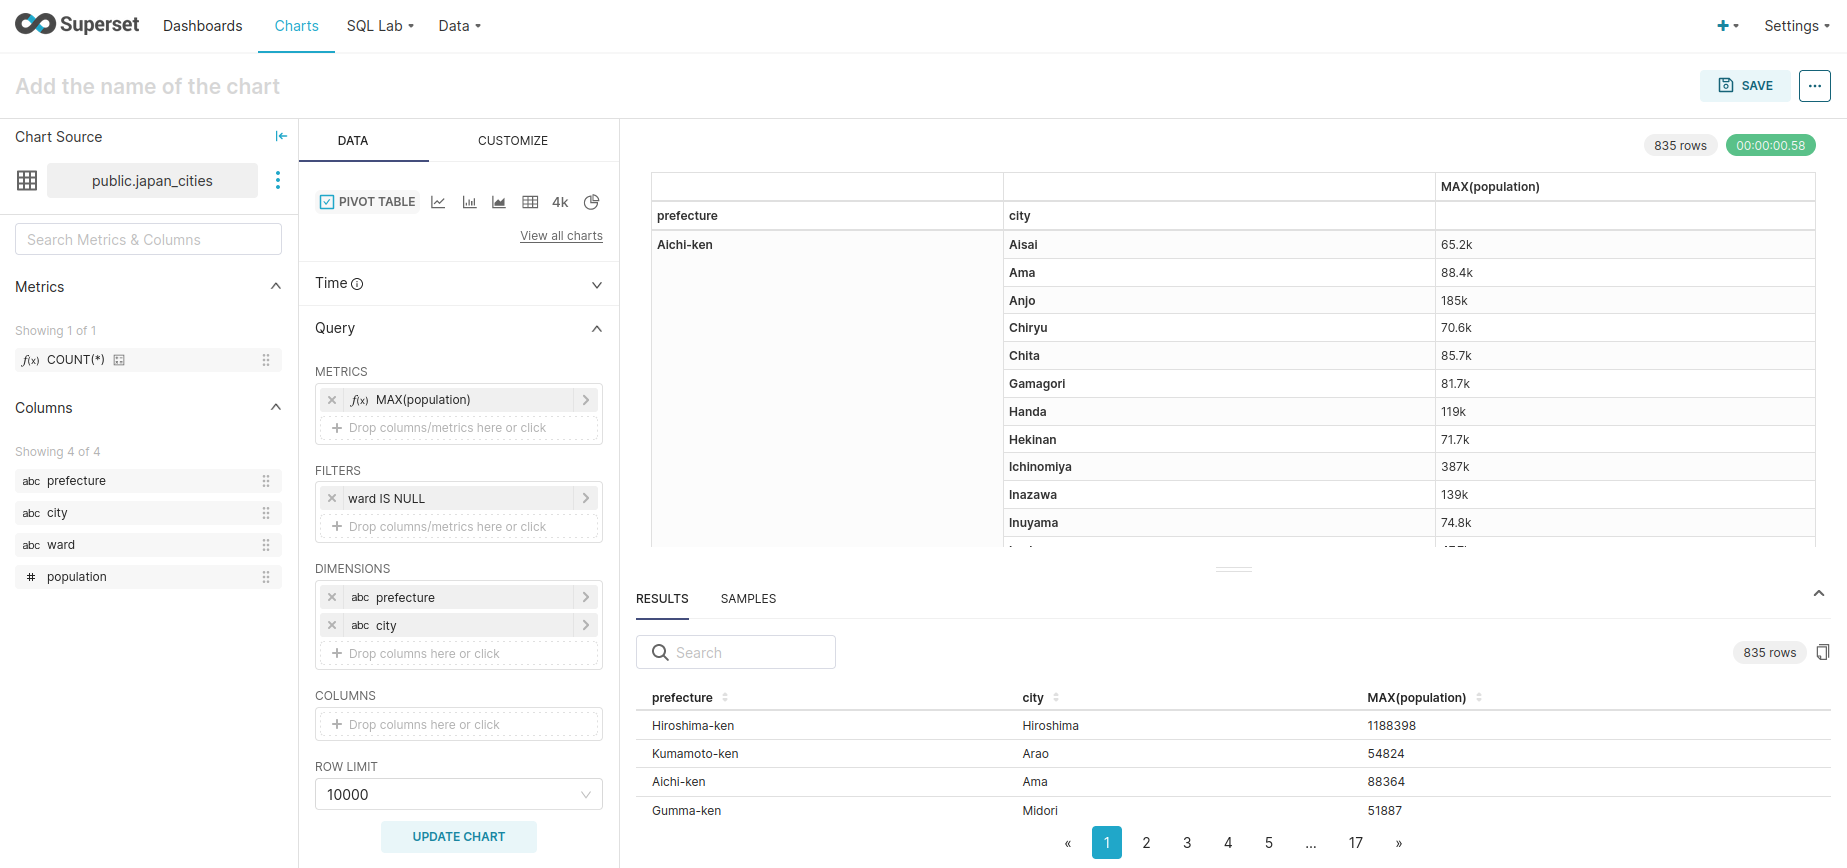 Superset Dashboards Charts SQL Lab Data Settings
Add the name of the chart
SAVE
Chart Source
public.japan_cities
Search Metrics & Columns
Metrics
Showing 1 of 1
f(x) COUNT(*)
Columns
Showing 4 of 4
abc prefecture
abc city
abc ward
# population
DATA CUSTOMIZE
PIVOT TABLE 4k
View all charts
Time
Query
METRICS
f(x) MAX(population)
Drop columns/metrics here or click
FILTERS
ward IS NULL
Drop columns/metrics here or click
DIMENSIONS
abc prefecture
abc city
Drop columns here or click
COLUMNS
Drop columns here or click
ROW LIMIT
10000
UPDATE CHART
835 rows 00:00:00.58
MAX(population)
prefecture city
Aichi-ken Aisai 65.2k
Ama 88.4k
Anjo 185k
Chiryu 70.6k
Chita 85.7k
Gamagori 81.7k
Handa 119k
Hekinan 71.7k
Ichinomiya 387k
Inazawa 139k
Inuyama 74.8k
RESULTS SAMPLES
Search
835 rows
prefecture city MAX(population)
Hiroshima-ken Hiroshima 1188398
Kumamoto-ken Arao 54824
Aichi-ken Ama 88364
Gumma-ken Midori 51887
« 1 2 3 4 5 ... 17 »